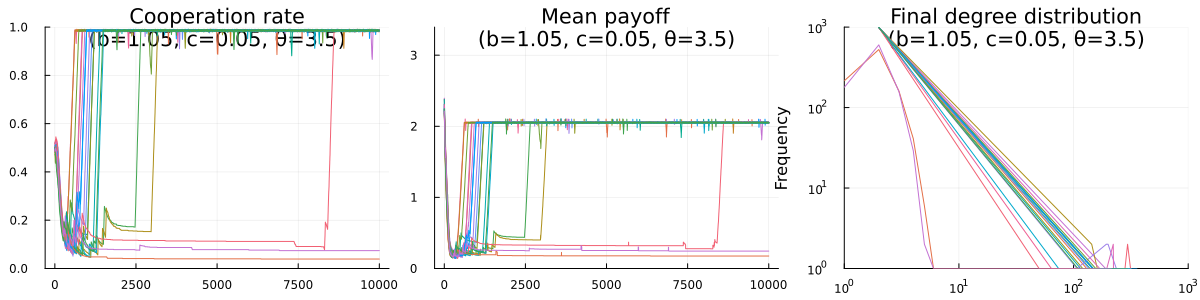 Cooperation rate
(b=1.05, c=0.05, θ=3.5)
1.0
0.8
0.6
0.4
0.2
0.0
0 2500 5000 7500 10000
Mean payoff
(b=1.05, c=0.05, θ=3.5)
3
2
1
0
0 2500 5000 7500 10000
Final degree distribution
(b=1.05, c=0.05, θ=3.5)
Frequency
10³
10²
10¹
10⁰
10⁰ 10¹ 10² 10³